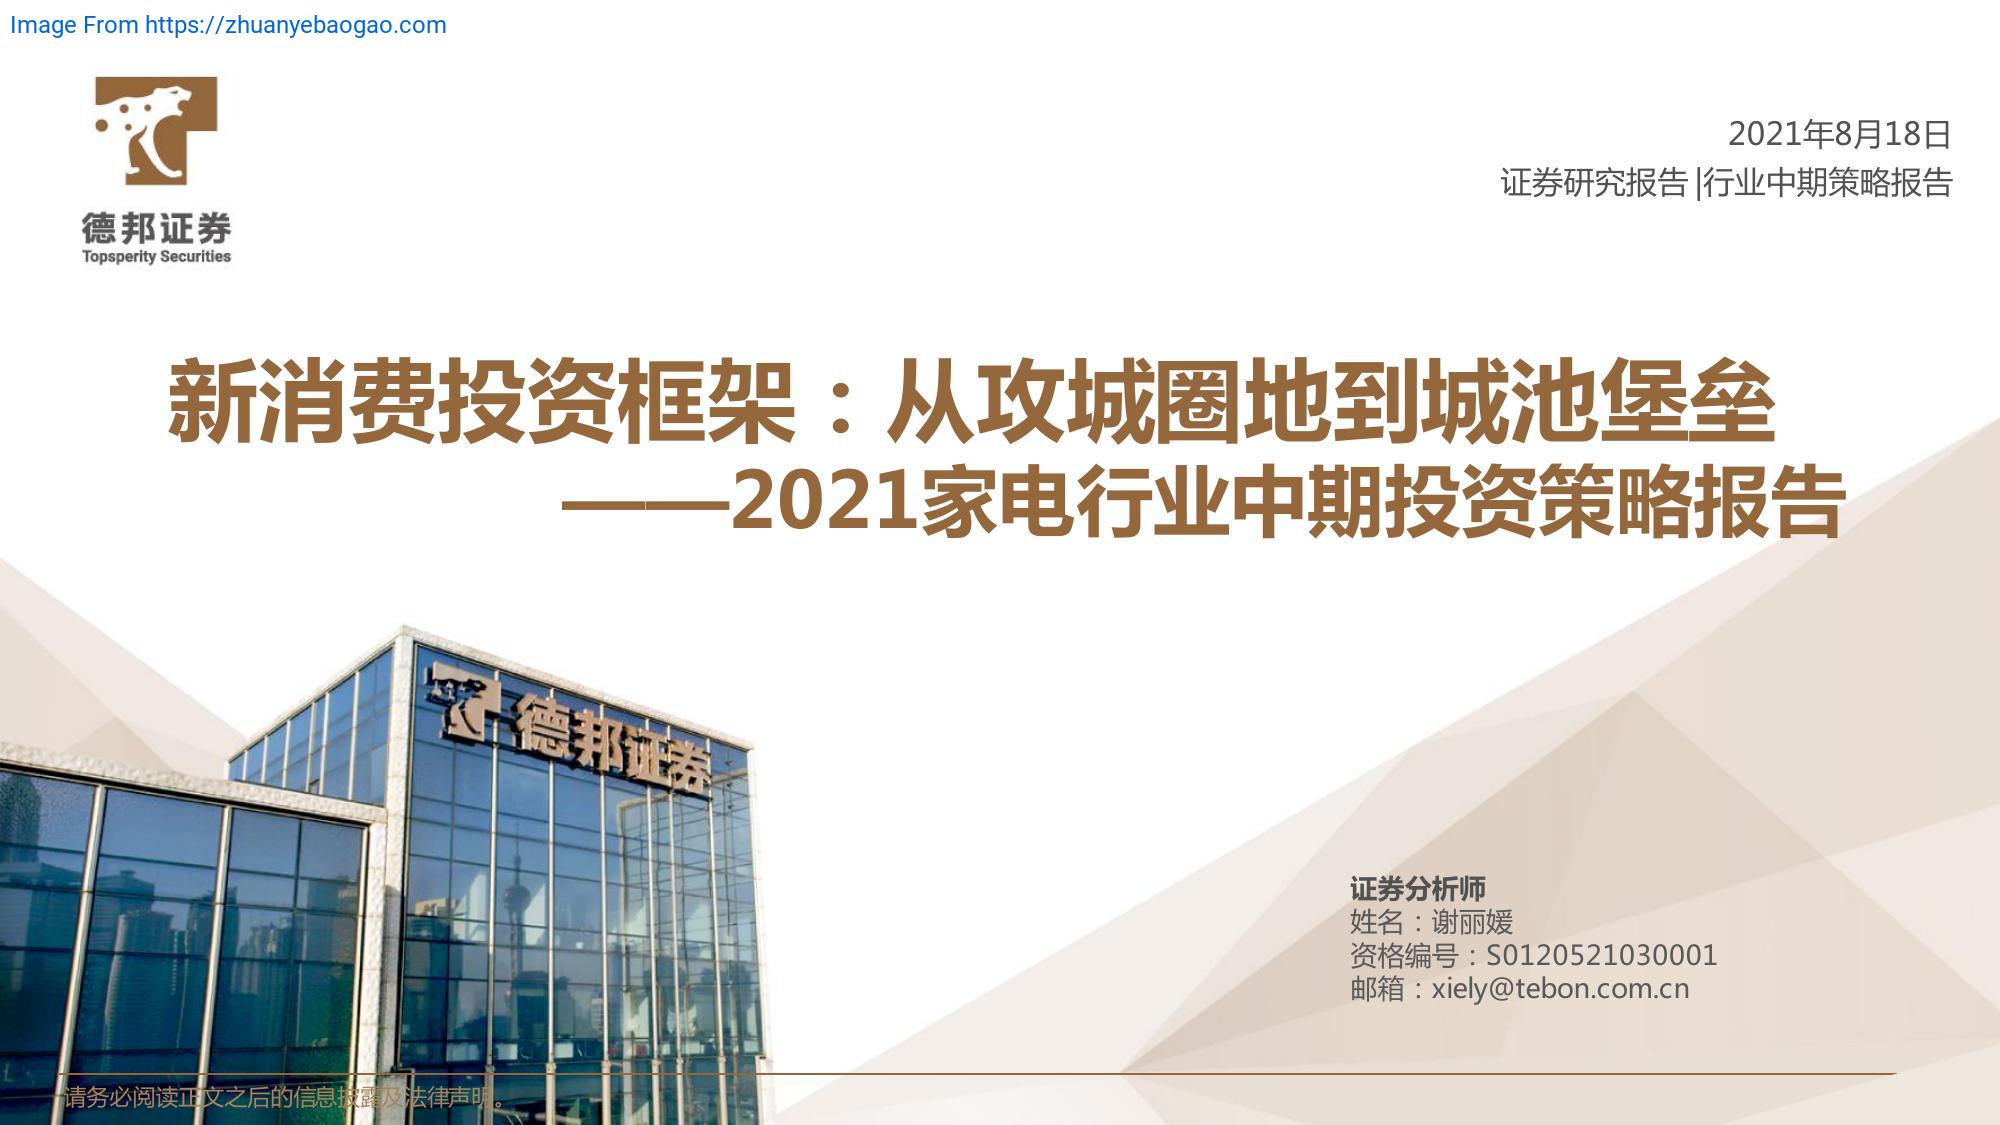 Image From https://zhuanyebaogao.com
德邦证券
Topsperity Securities
2021年8月18日
证券研究报告|行业中期策略报告
新消费投资框架：从攻城圈地到城池堡垒
——2021家电行业中期投资策略报告
德邦证券
证券分析师
姓名：谢丽媛
资格编号：S0120521030001
邮箱：xiely@tebon.com.cn
请务必阅读正文之后的信息披露及法律声明。